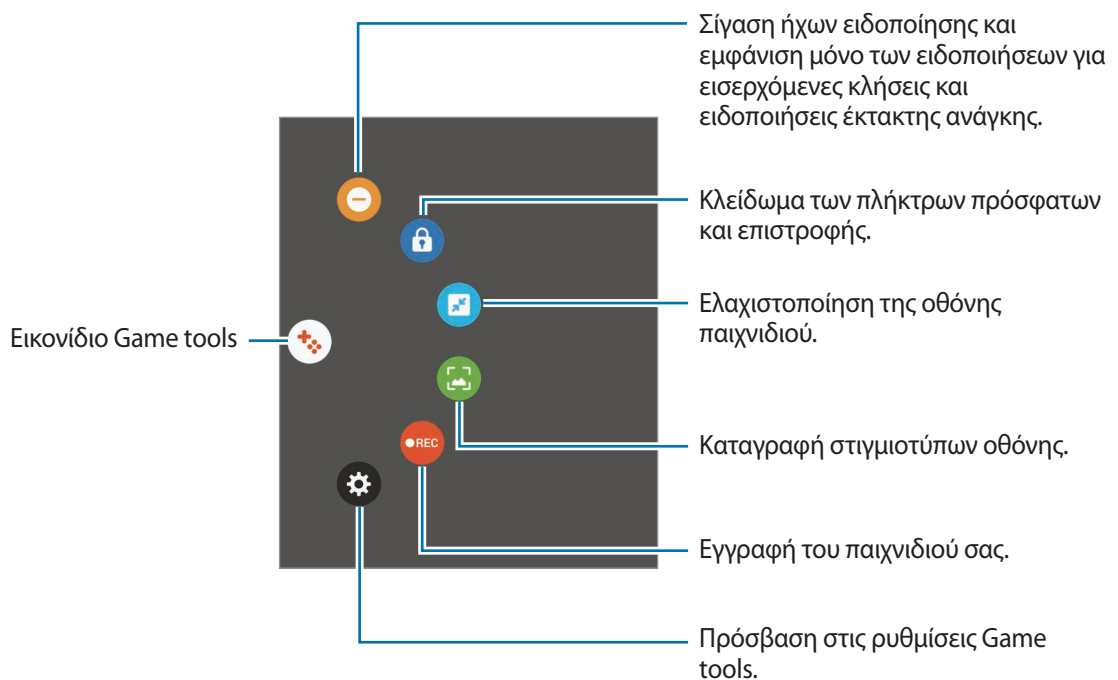 Σίγαση ήχων ειδοποίησης και
εμφάνιση μόνο των ειδοποιήσεων για
εισερχόμενες κλήσεις και
ειδοποιήσεις έκτακτης ανάγκης.
Κλείδωμα των πλήκτρων πρόσφατων
και επιστροφής.
Ελαχιστοποίηση της οθόνης
παιχνιδιού.
Εικονίδιο Game tools
Καταγραφή στιγμιοτύπων οθόνης.
REC
Εγγραφή του παιχνιδιού σας.
Πρόσβαση στις ρυθμίσεις Game
tools.